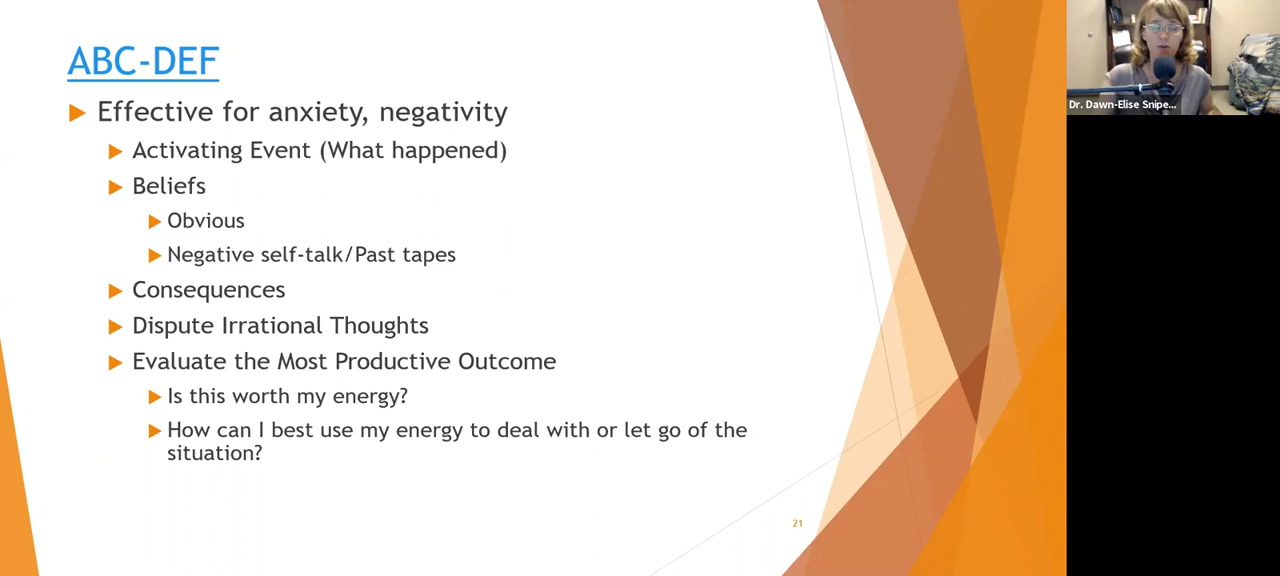 ABC-DEF
Effective for anxiety, negativity
Activating Event (What happened)
Beliefs
Obvious
Negative self-talk/Past tapes
Consequences
Dispute Irrational Thoughts
Evaluate the Most Productive Outcome
Is this worth my energy?
How can I best use my energy to deal with or let go of the
situation?
21
Dr. Dawn-Elise Snipe...